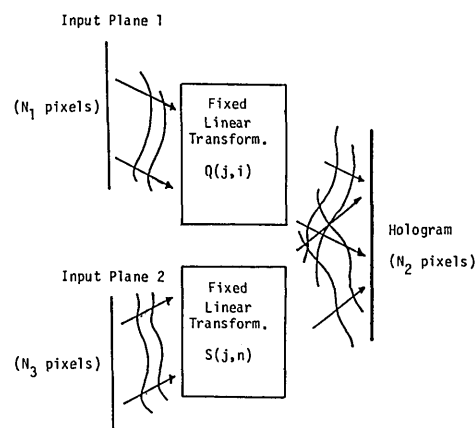 Input Plane 1
(N₁ pixels)
Fixed
Linear
Transform.
Q(j,i)
Hologram
(N₂ pixels)
Input Plane 2
(N₃ pixels)
Fixed
Linear
Transform.
S(j,n)